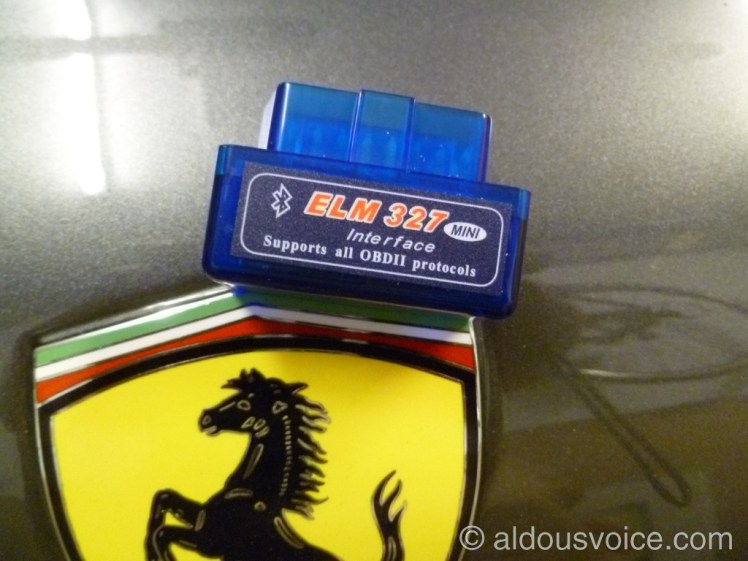 ELM 327 MINI
Interface
Supports all OBDII protocols
© aldousvoice.com